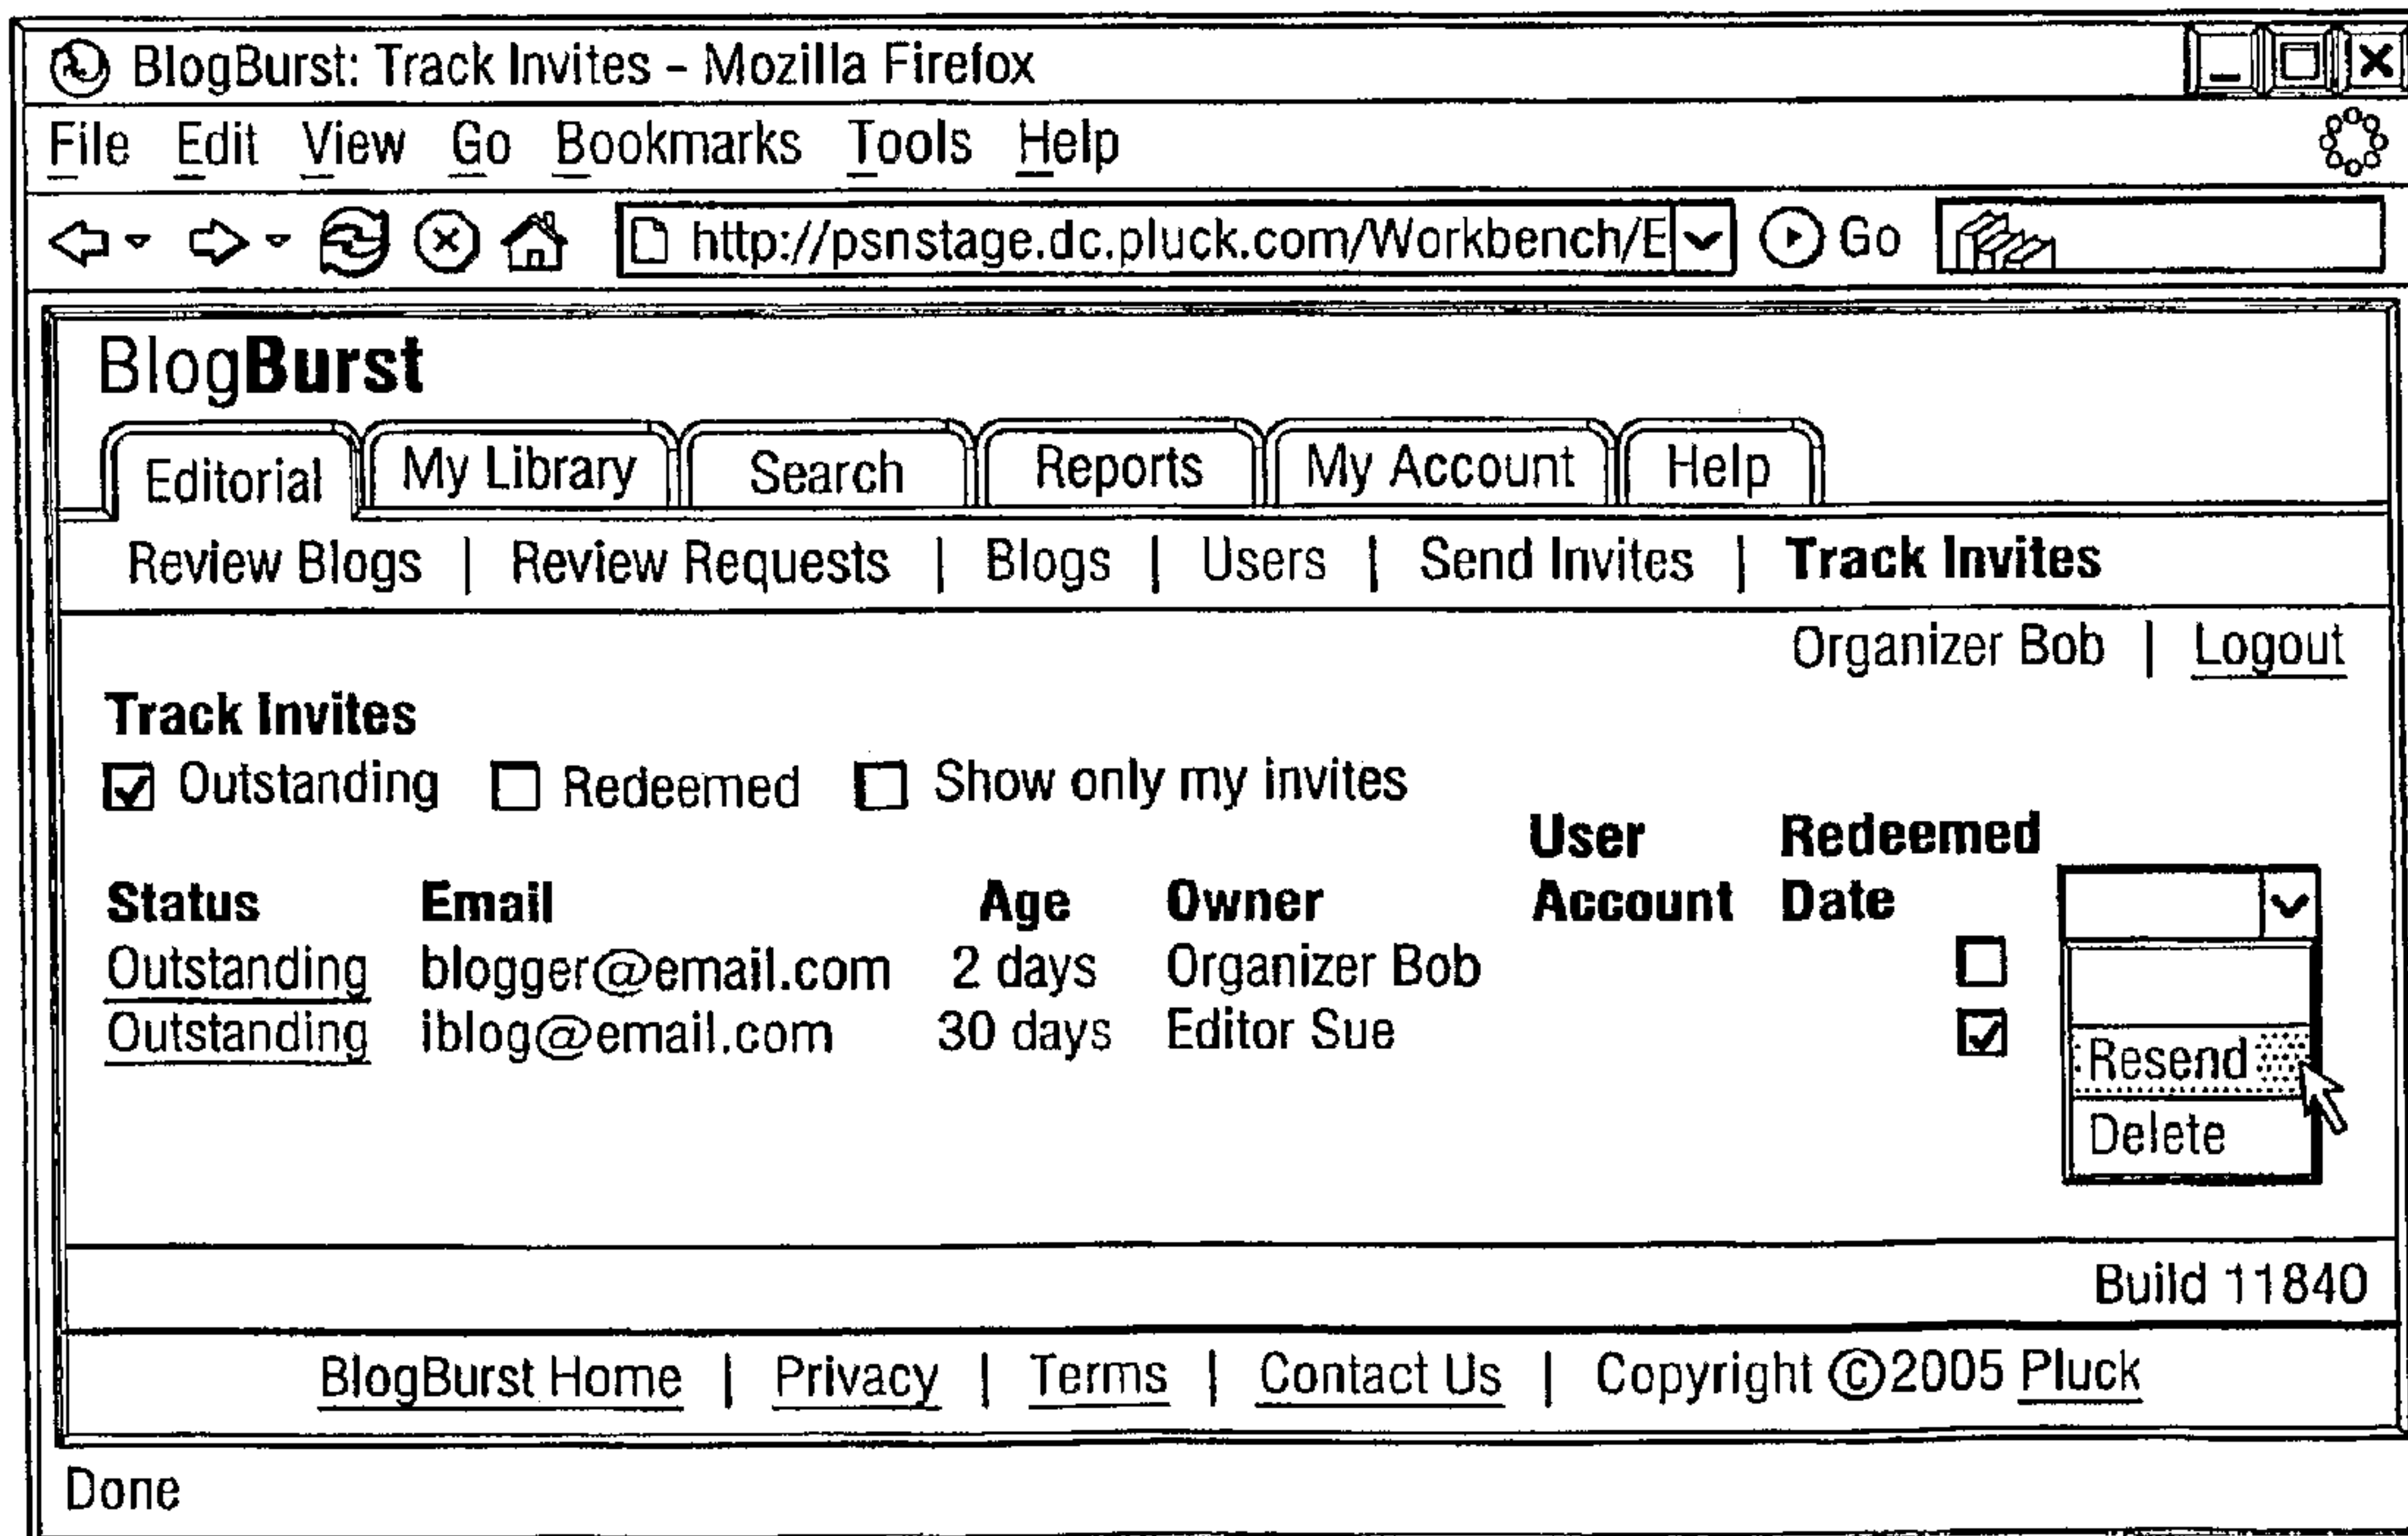 BlogBurst: Track Invites - Mozilla Firefox
File Edit View Go Bookmarks Tools Help
http://psnstage.dc.pluck.com/Workbench/E Go
BlogBurst
Editorial My Library Search Reports My Account Help
Review Blogs | Review Requests | Blogs | Users | Send Invites | Track Invites
Organizer Bob | Logout
Track Invites
Outstanding Redeemed Show only my invites
User Redeemed
Status Email Age Owner Account Date
Outstanding blogger@email.com 2 days Organizer Bob
Outstanding iblog@email.com 30 days Editor Sue
Resend
Delete
Build 11840
BlogBurst Home | Privacy | Terms | Contact Us | Copyright ©2005 Pluck
Done